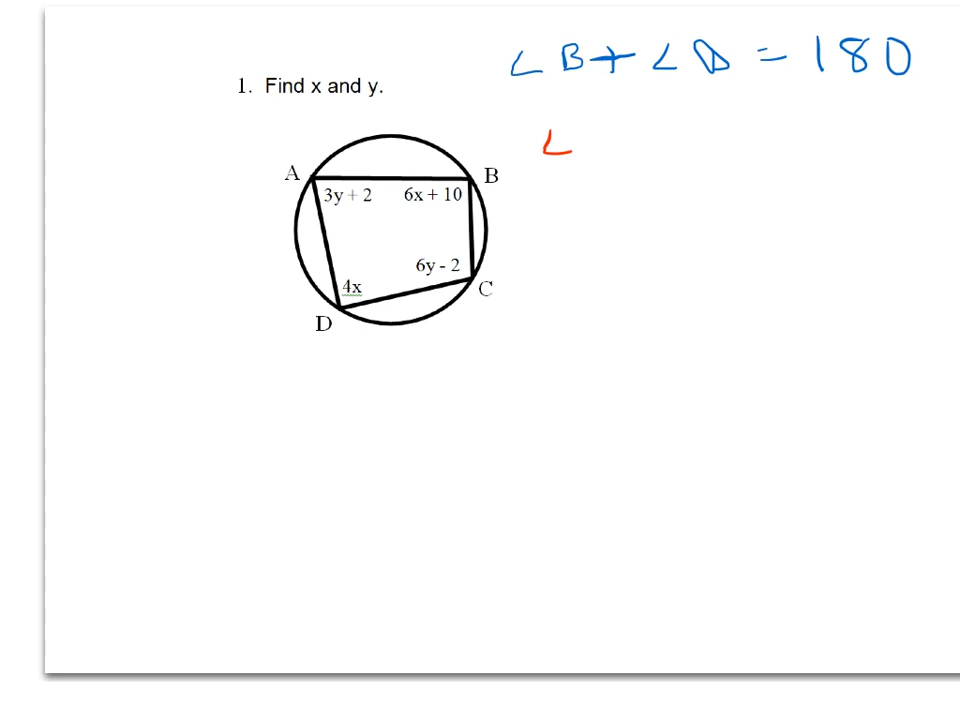 ∠B + ∠D = 180
1. Find x and y.
∠
A
B
3y + 2
6x + 10
6y - 2
4x
C
D